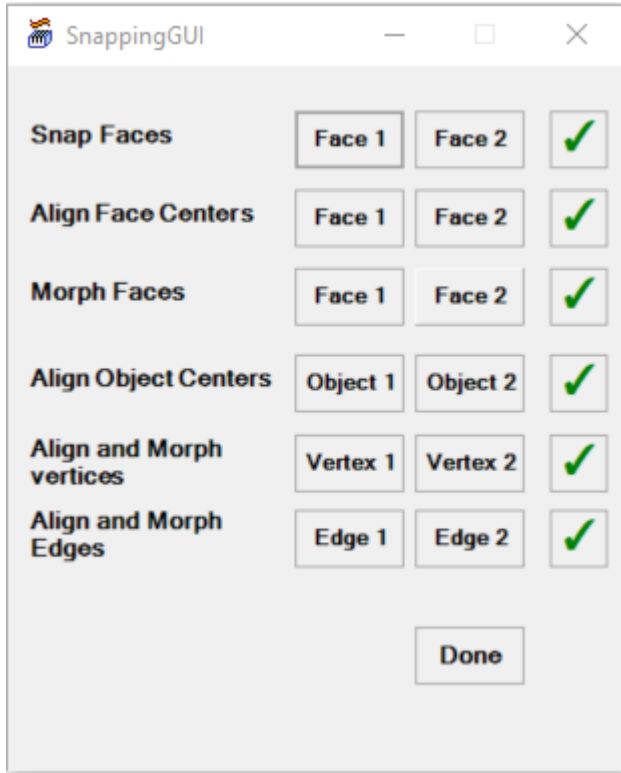 SnappingGUI
Snap Faces Face 1 Face 2
Align Face Centers Face 1 Face 2
Morph Faces Face 1 Face 2
Align Object Centers Object 1 Object 2
Align and Morph
vertices Vertex 1 Vertex 2
Align and Morph
Edges Edge 1 Edge 2
Done